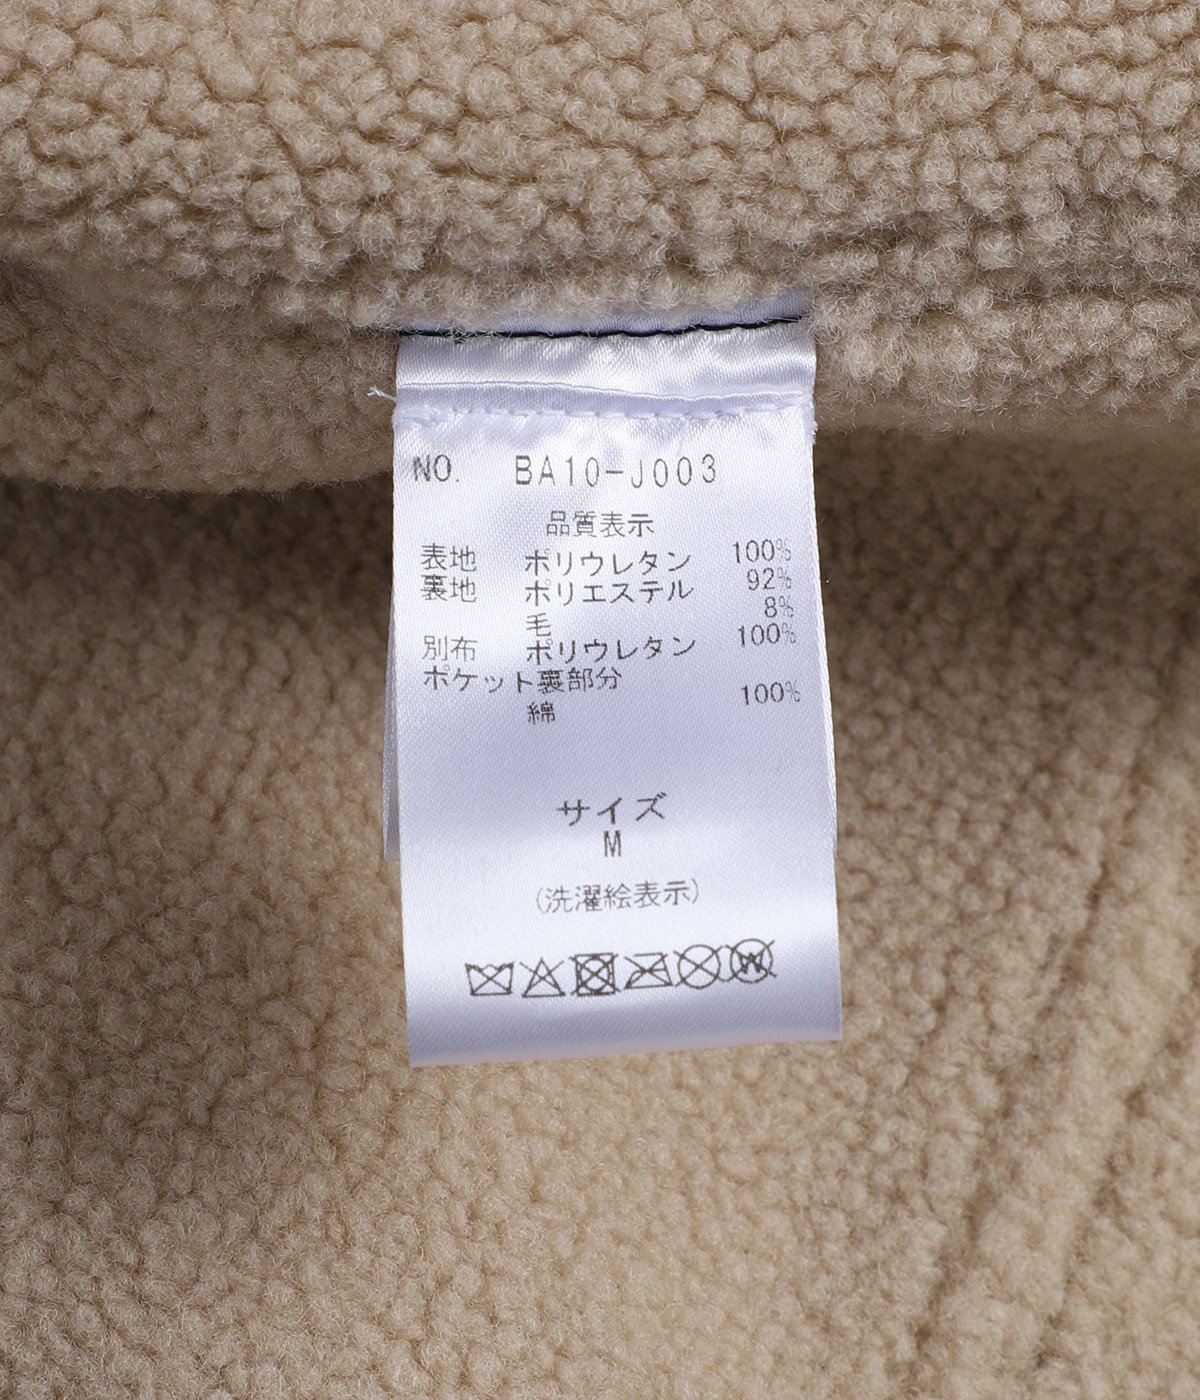 NO. BA10-J003
品質表示
表地 ポリウレタン 100%
裏地 ポリエステル 92%
毛 8%
別布 ポリウレタン 100%
ポケット裏部分
綿 100%
サイズ
M
(洗濯絵表示)
W